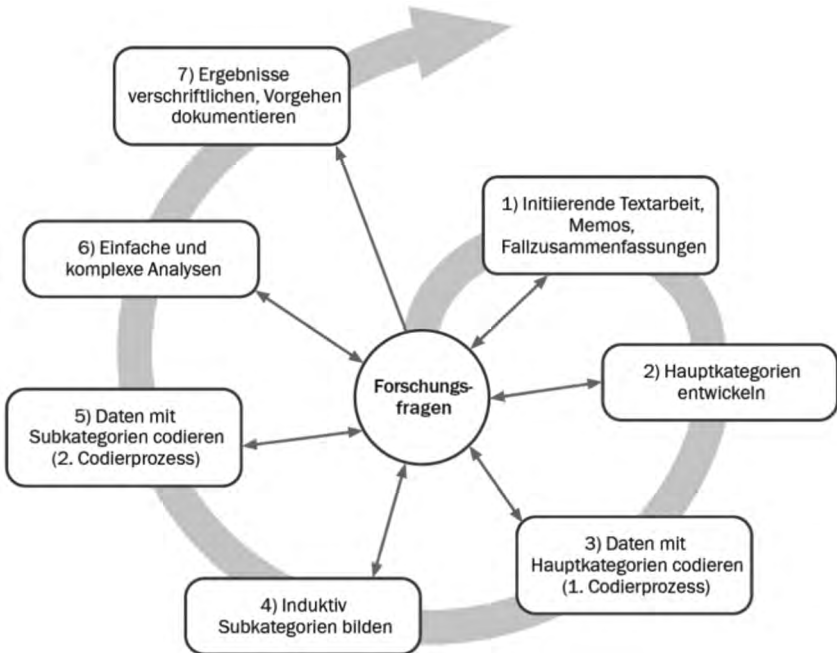 7) Ergebnisse
verschriftlichen, Vorgehen
dokumentieren
1) Initiierende Textarbeit,
Memos,
Fallzusammenfassungen
6) Einfache und
komplexe Analysen
Forschungs-
fragen
2) Hauptkategorien
entwickeln
5) Daten mit
Subkategorien codieren
(2. Codierprozess)
3) Daten mit
Hauptkategorien codieren
(1. Codierprozess)
4) Induktiv
Subkategorien bilden